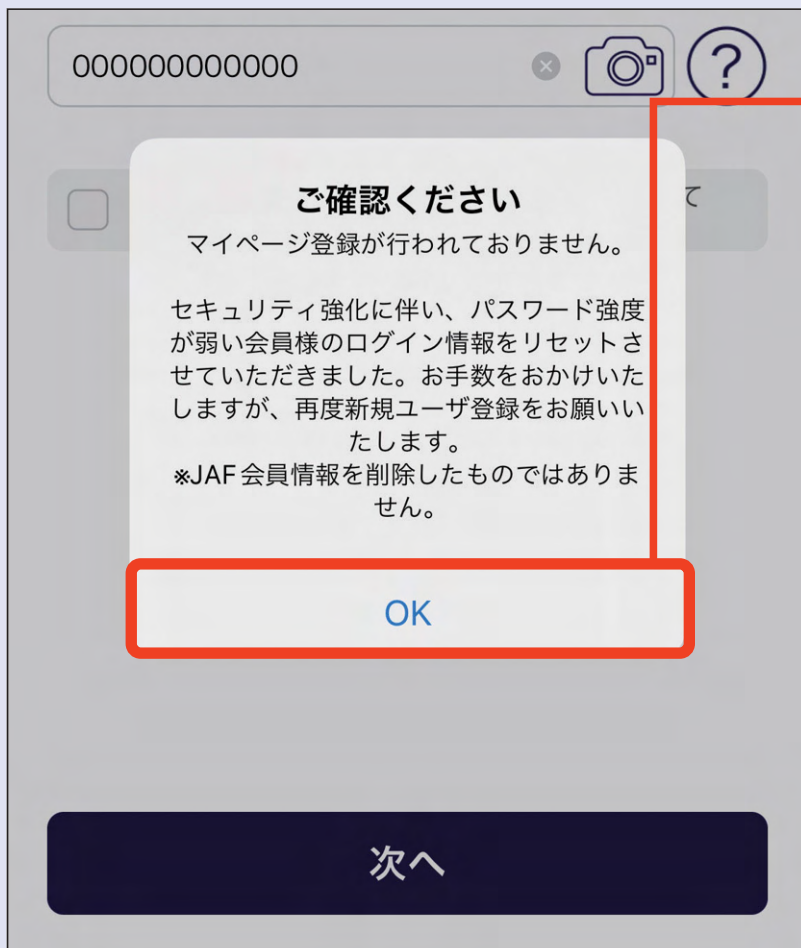 000000000000
?
て
ご確認ください
マイページ登録が行われておりません。
セキュリティ強化に伴い、パスワード強度
が弱い会員様のログイン情報をリセットさ
せていただきました。お手数をおかけいた
しますが、再度新規ユーザ登録をお願いい
たします。
※JAF会員情報を削除したものではありま
せん。
OK
次へ